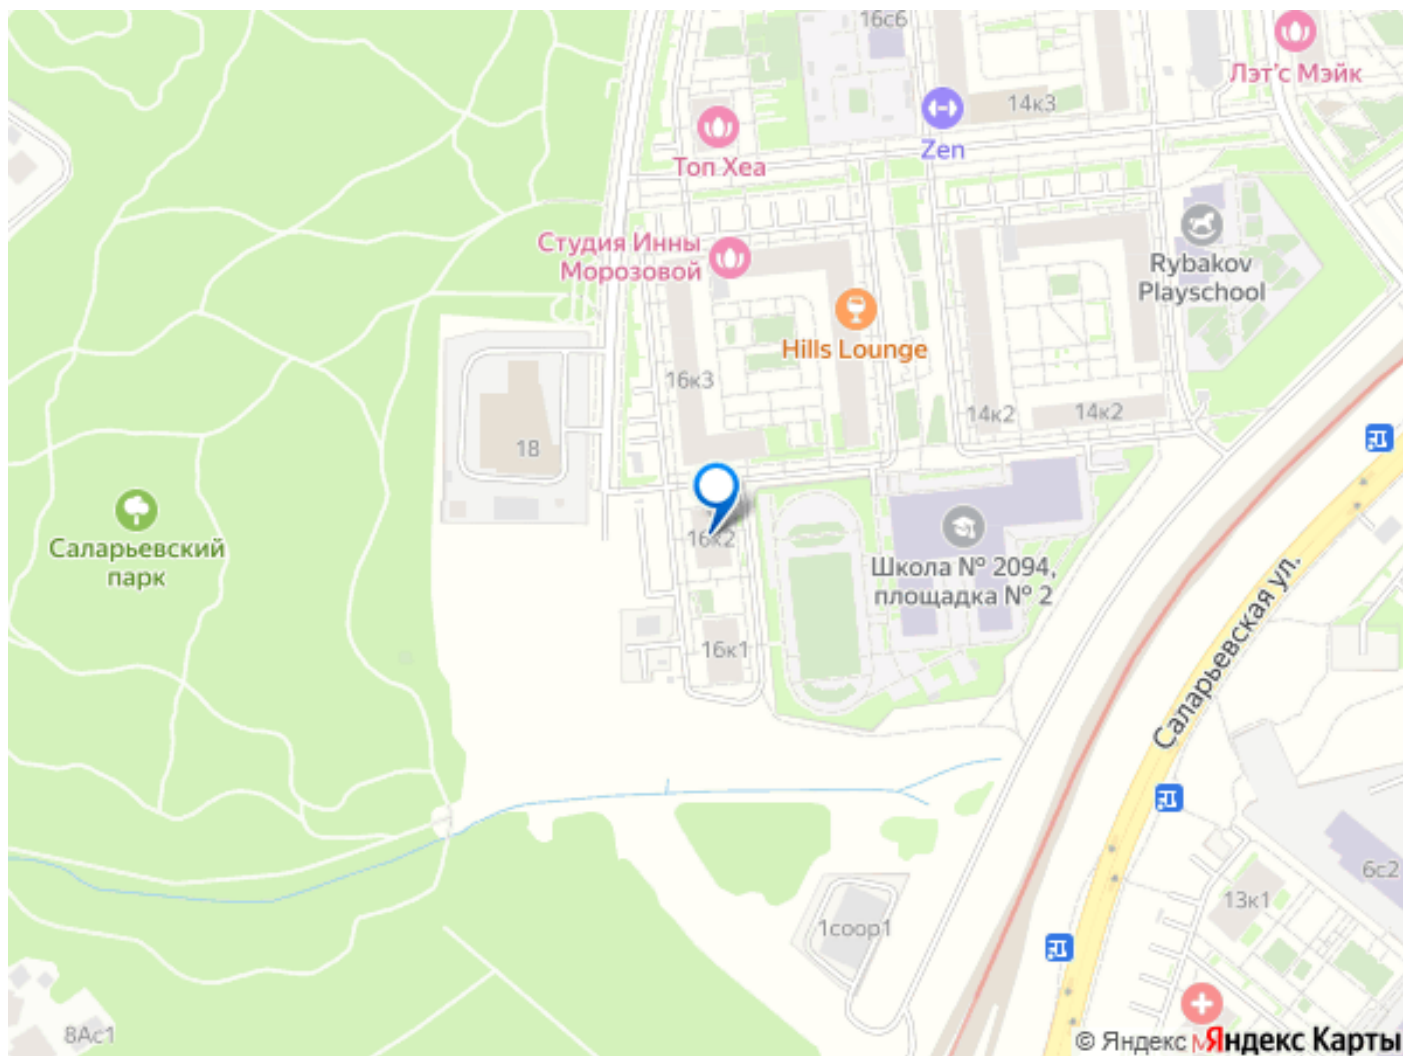 16с6
Лэт'с Мэйк
14к3
Zen
Топ Хеа
Студия Инны
Морозовой
Rybakov
Playschool
Hills Lounge
16к3
14к2
14к2
18
16к2
Саларьевский
парк
Школа № 2094,
площадка № 2
Саларьевская ул.
16к1
6с2
13к1
1соор1
8Ас1
© Яндекс
Яндекс Карты